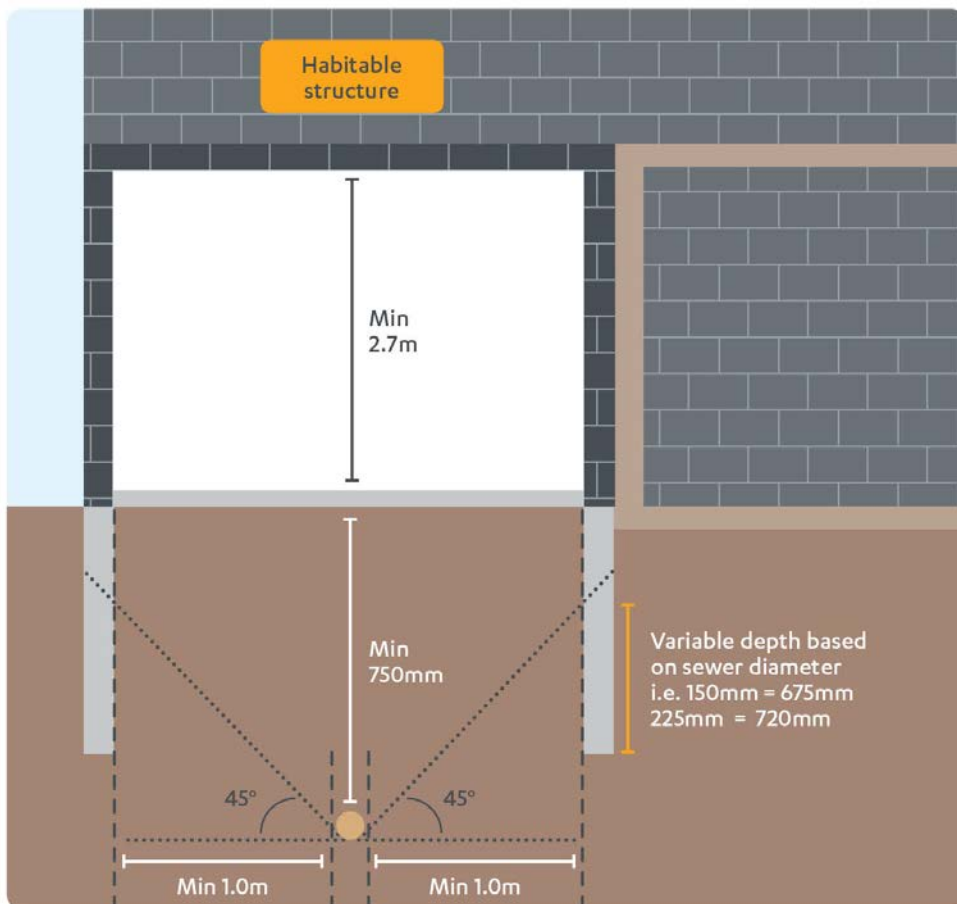 Habitable
structure
Min
2.7m
Min
750mm
Variable depth based
on sewer diameter
i.e. 150mm = 675mm
225mm = 720mm
45°
45°
Min 1.0m
Min 1.0m